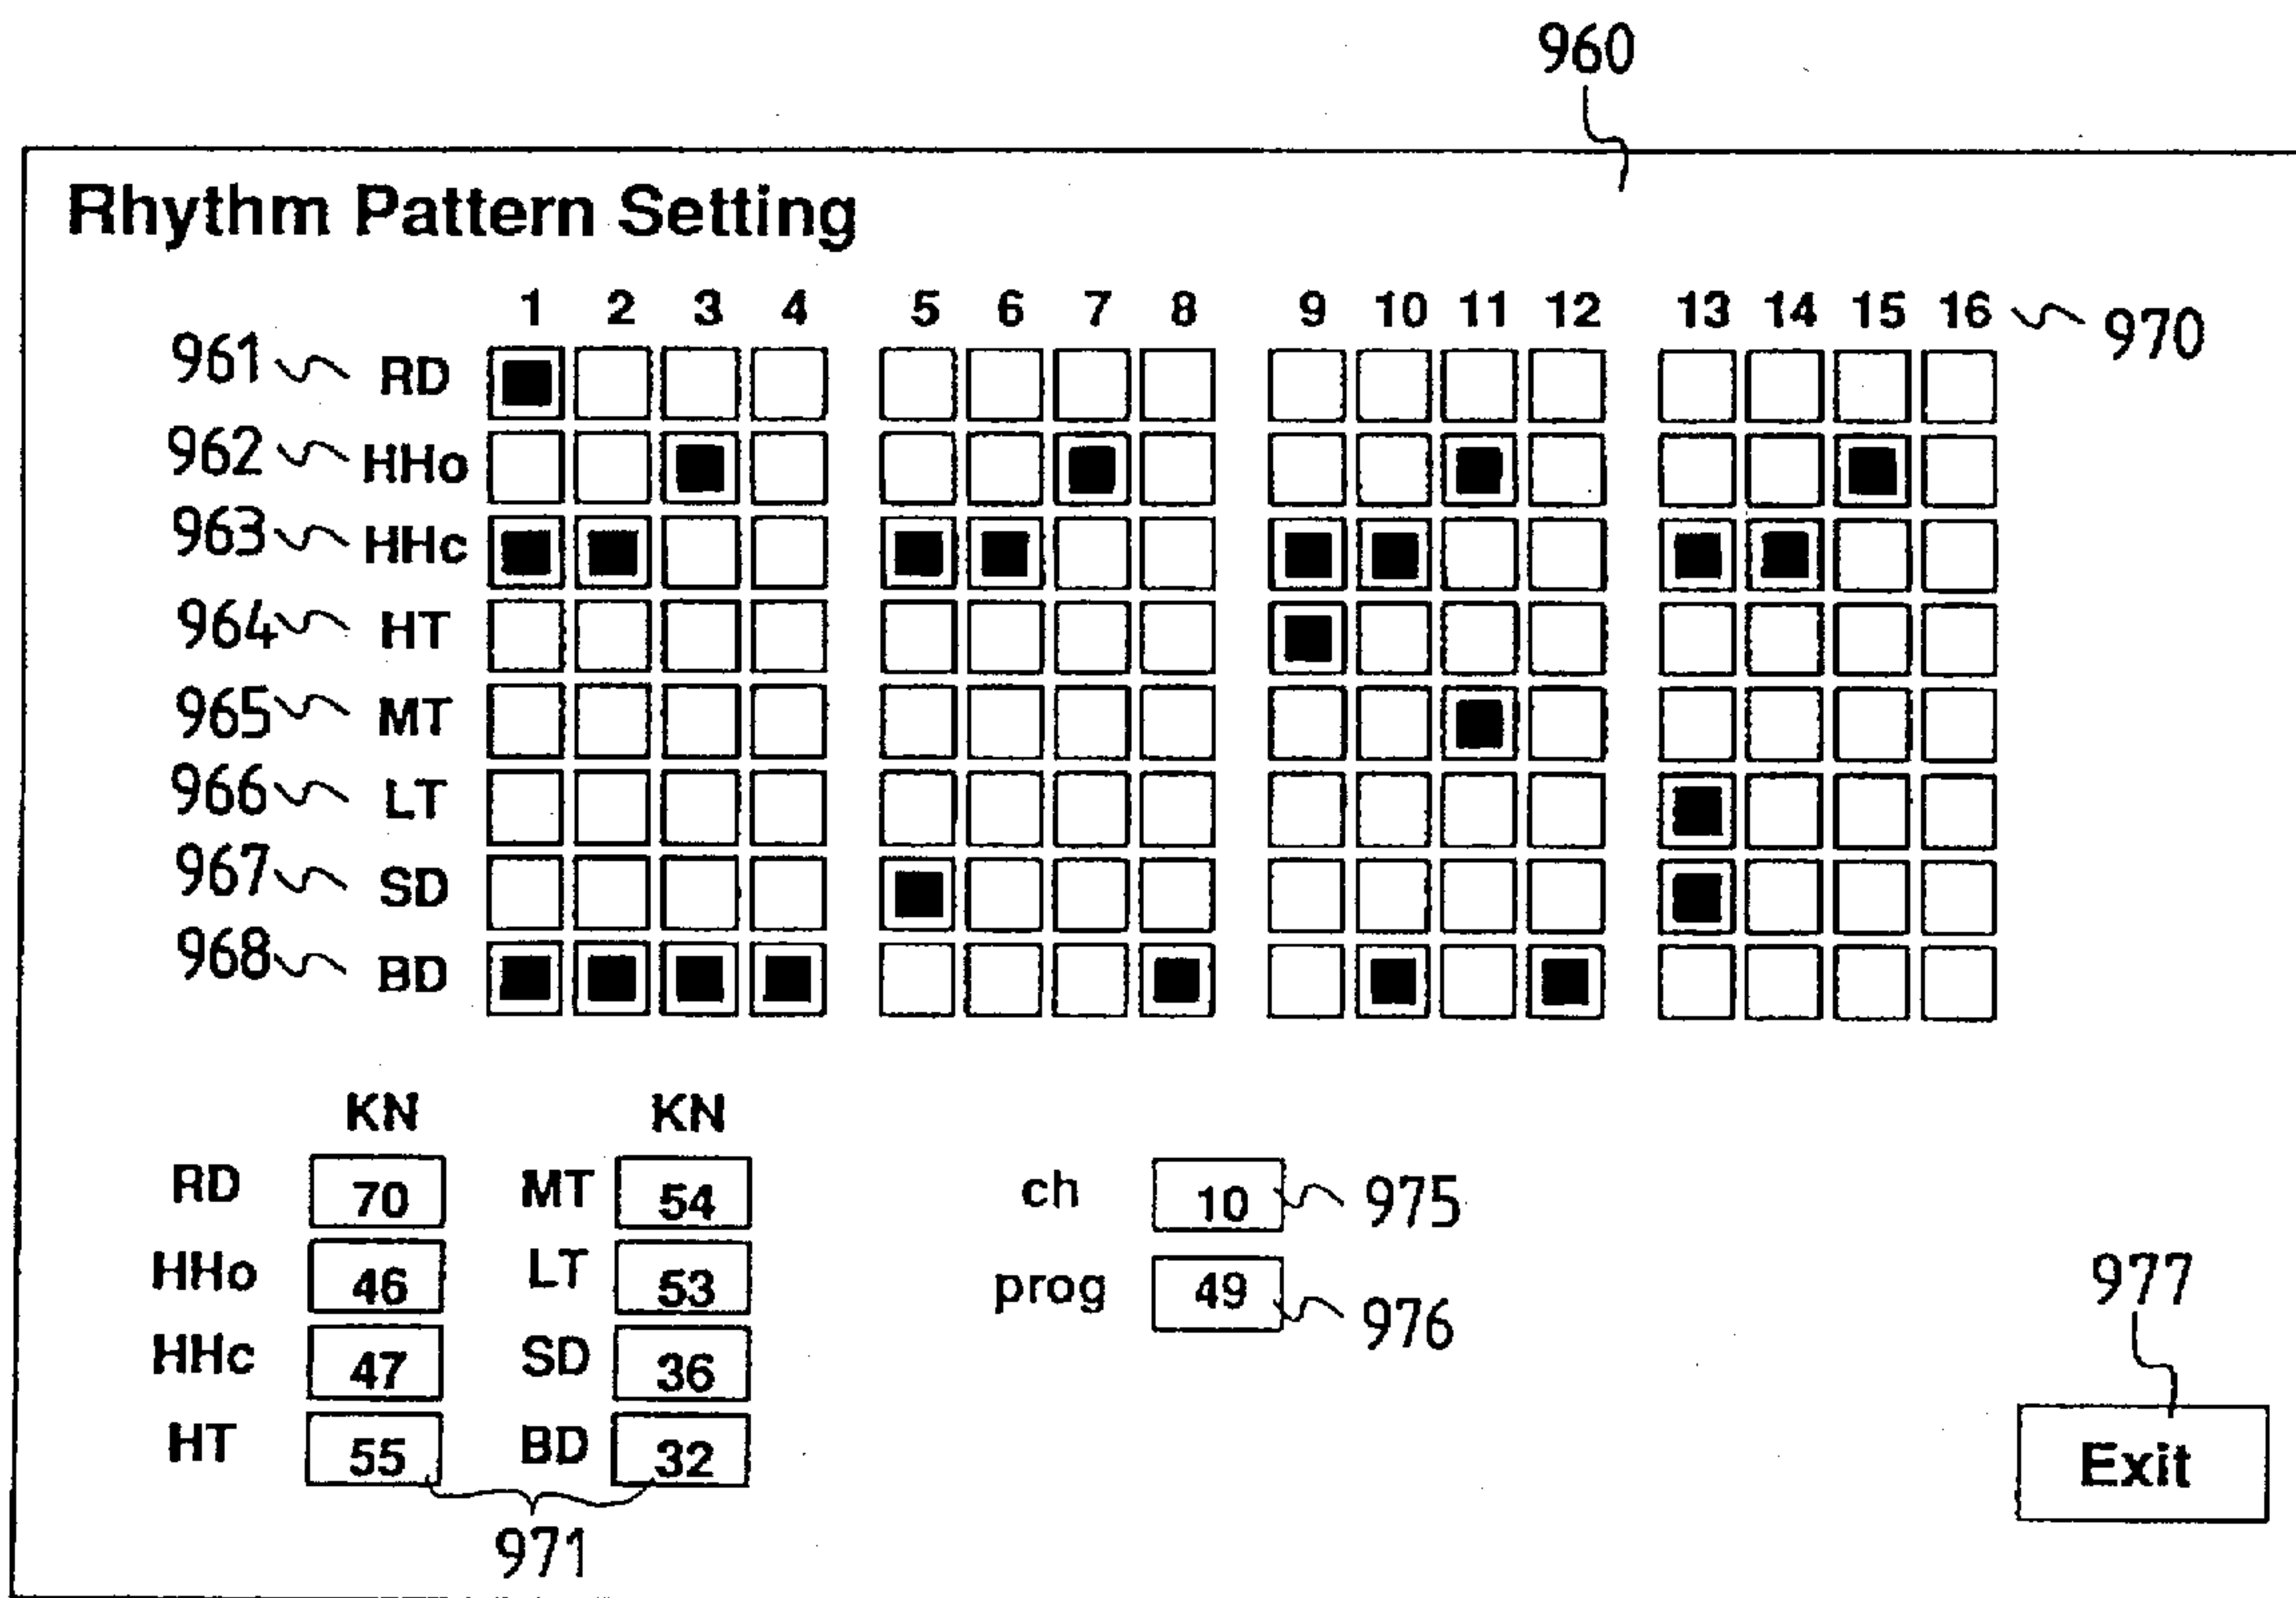 960
Rhythm Pattern Setting
1 2 3 4 5 6 7 8 9 10 11 12 13 14 15 16 970
961 RD
962 HHo
963 HHc
964 HT
965 MT
966 LT
967 SD
968 BD
KN KN
RD 70 MT 54 ch 10 975
HHo 46 LT 53 prog 49 976
HHc 47 SD 36 977
HT 55 BD 32 Exit
971